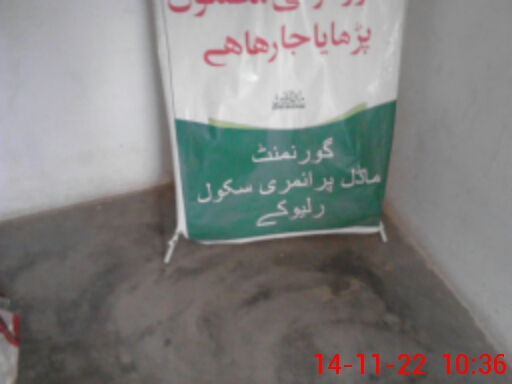 پڑھایا جارہا ہے
گورنمنٹ
ماڈل پرائمری سکول
رلیوکے
14-11-22 10:36